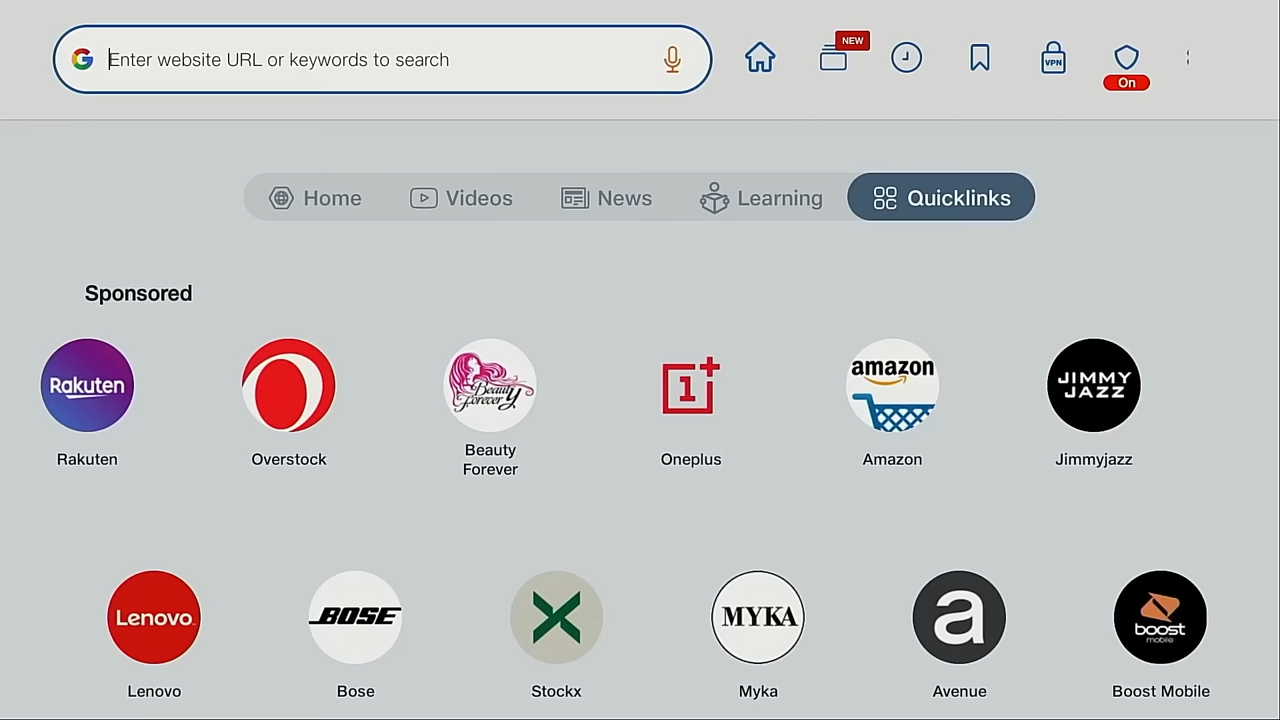 Enter website URL or keywords to search
NEW
VPN
On
Home
Videos
News
Learning
Quicklinks
Sponsored
Rakuten
Beauty
Forever
1
amazon
JIMMY
JAZZ
Rakuten
Overstock
Beauty
Forever
Oneplus
Amazon
Jimmyjazz
Lenovo
BOSE
MYKA
a
boost
mobile
Lenovo
Bose
Stockx
Myka
Avenue
Boost Mobile